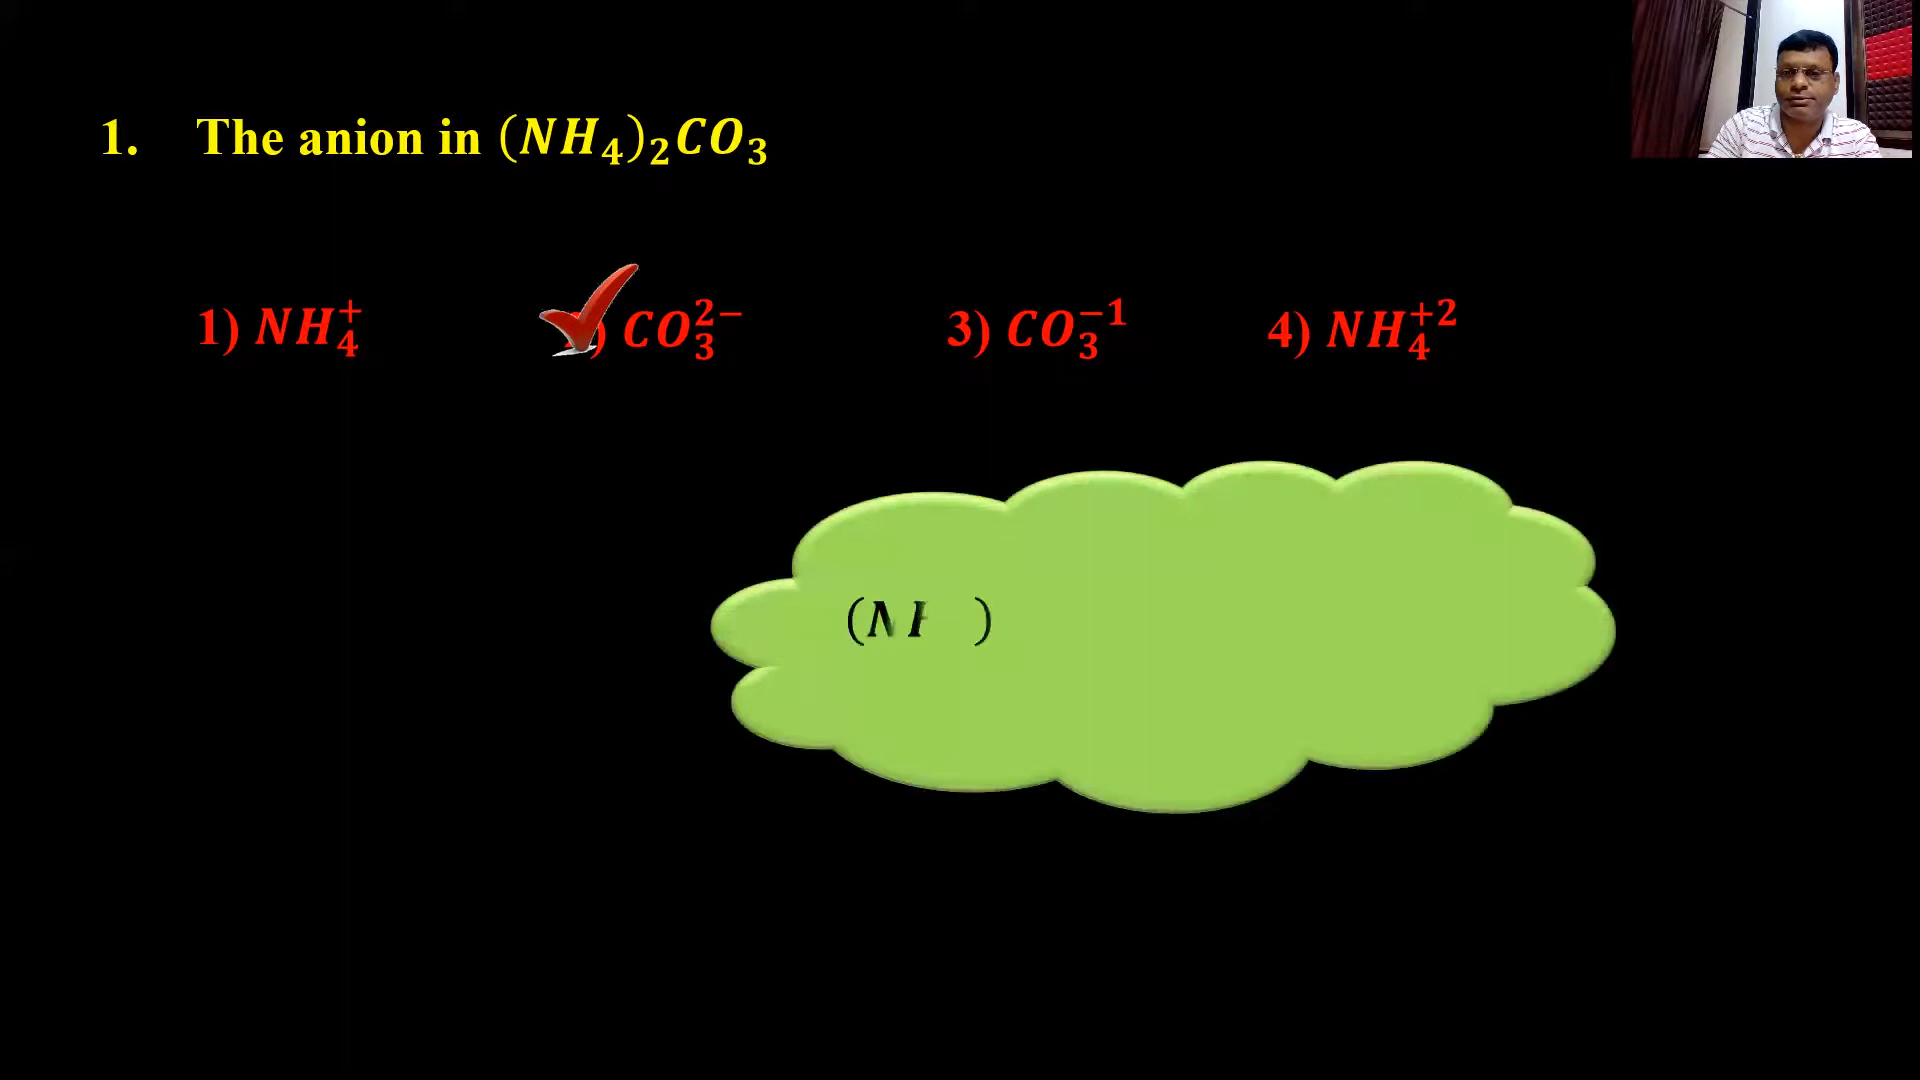 1. The anion in (NH₄)₂CO₃
1) NH₄⁺ ) CO₃²⁻ 3) CO₃⁻¹ 4) NH₄⁺²
(N )